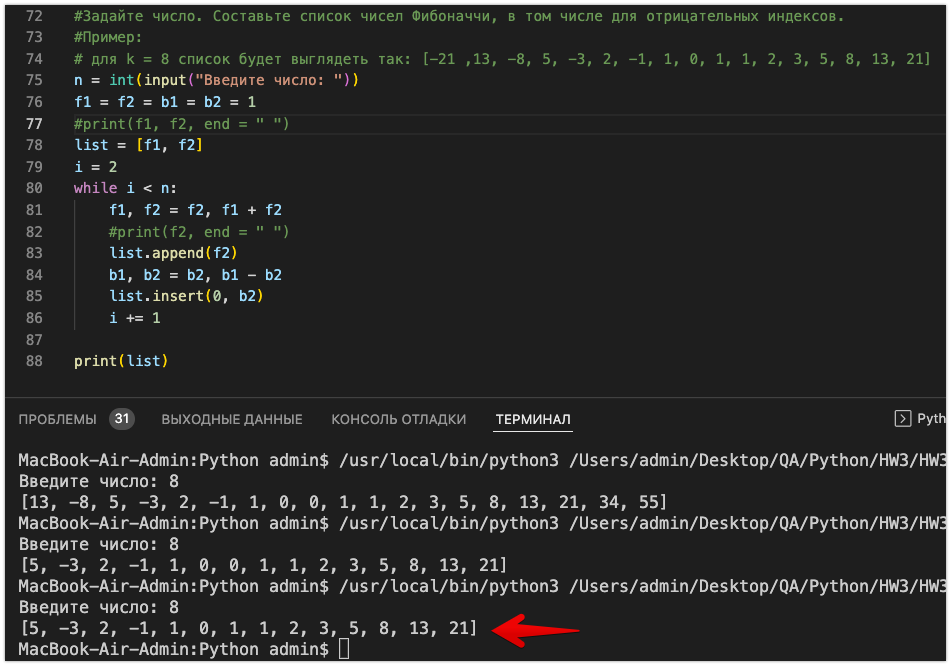 72 #Задайте число. Составьте список чисел Фибоначчи, в том числе для отрицательных индексов.
73 #Пример:
74 # для k = 8 список будет выглядеть так: [-21 ,13, -8, 5, -3, 2, -1, 1, 0, 1, 1, 2, 3, 5, 8, 13, 21]
75 n = int(input("Введите число: "))
76 f1 = f2 = b1 = b2 = 1
77 #print(f1, f2, end = " ")
78 list = [f1, f2]
79 i = 2
80 while i < n:
81 f1, f2 = f2, f1 + f2
82 #print(f2, end = " ")
83 list.append(f2)
84 b1, b2 = b2, b1 - b2
85 list.insert(0, b2)
86 i += 1
87
88 print(list)
ПРОБЛЕМЫ 31 ВЫХОДНЫЕ ДАННЫЕ КОНСОЛЬ ОТЛАДКИ ТЕРМИНАЛ Pyth
MacBook-Air-Admin:Python admin$ /usr/local/bin/python3 /Users/admin/Desktop/QA/Python/HW3/HW3
Введите число: 8
[13, -8, 5, -3, 2, -1, 1, 0, 0, 1, 1, 2, 3, 5, 8, 13, 21, 34, 55]
MacBook-Air-Admin:Python admin$ /usr/local/bin/python3 /Users/admin/Desktop/QA/Python/HW3/HW3
Введите число: 8
[5, -3, 2, -1, 1, 0, 0, 1, 1, 2, 3, 5, 8, 13, 21]
MacBook-Air-Admin:Python admin$ /usr/local/bin/python3 /Users/admin/Desktop/QA/Python/HW3/HW3
Введите число: 8
[5, -3, 2, -1, 1, 0, 1, 1, 2, 3, 5, 8, 13, 21]
MacBook-Air-Admin:Python admin$